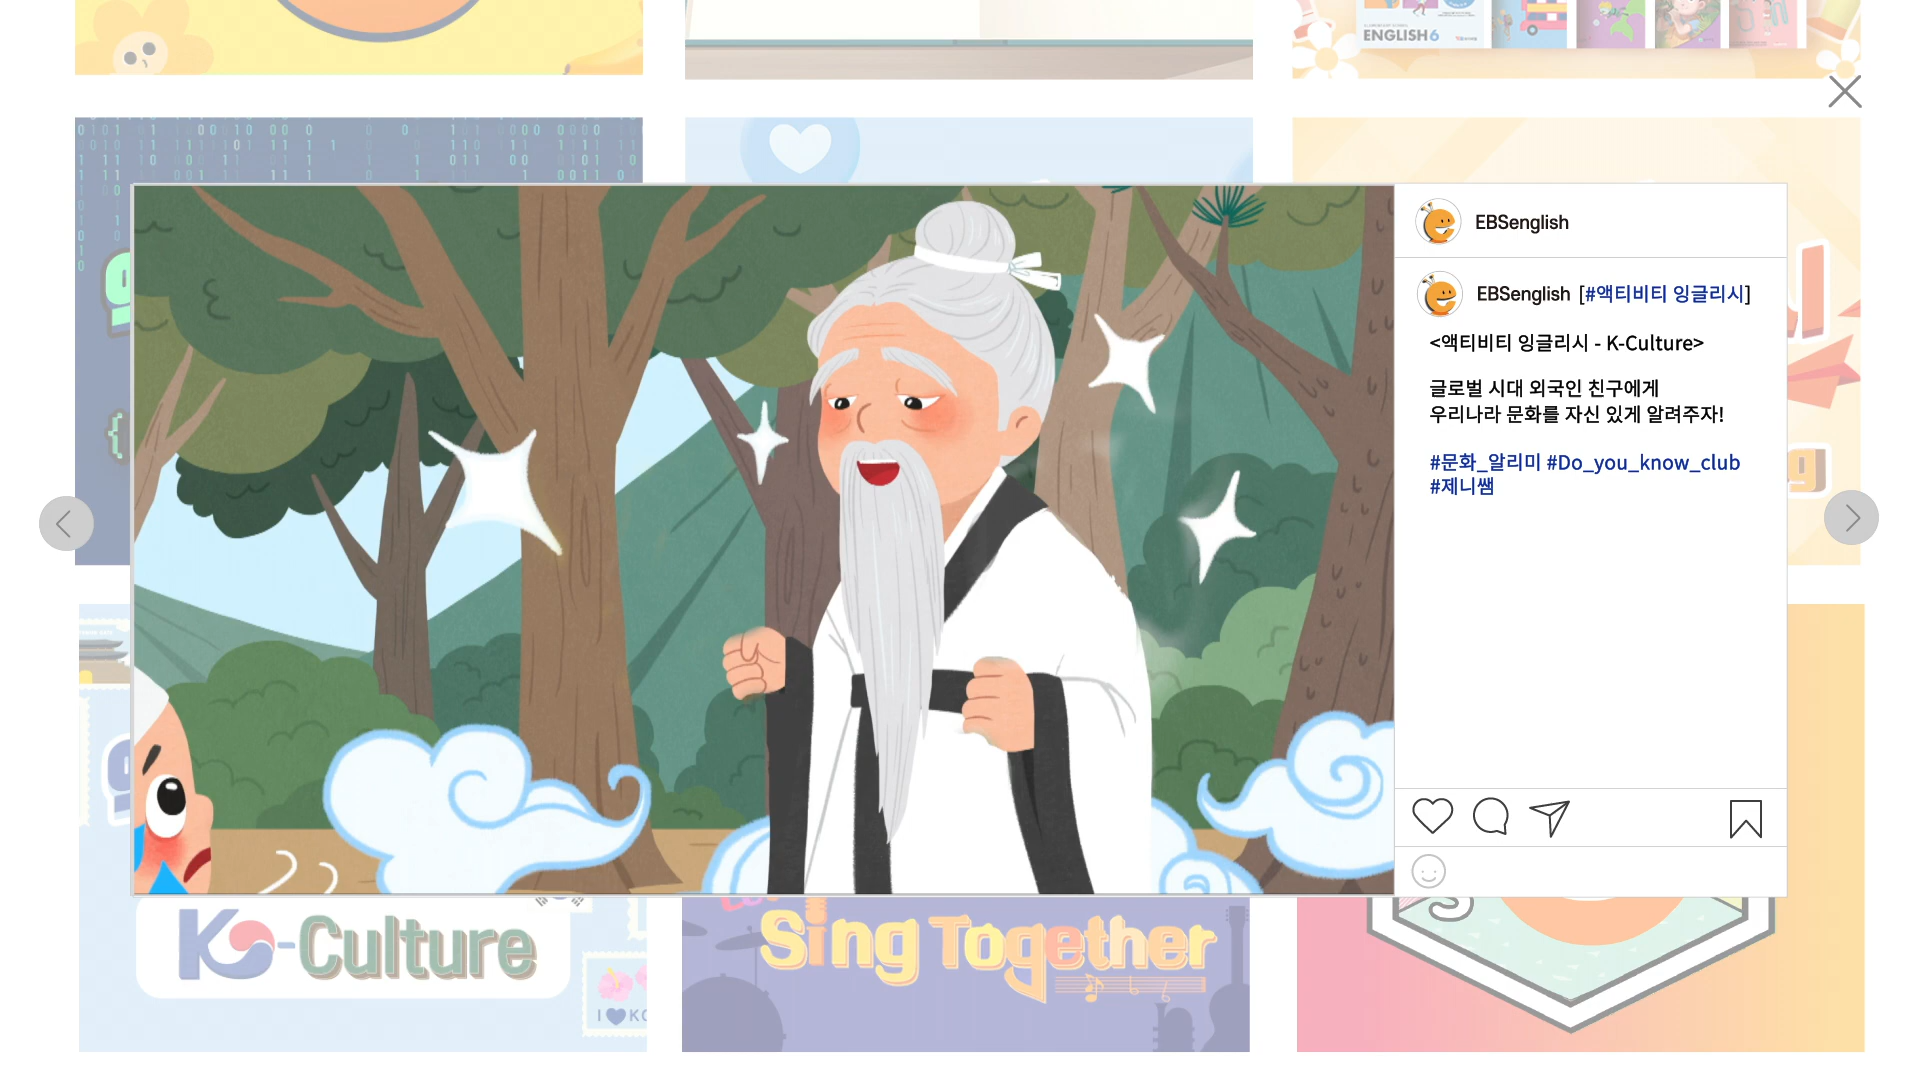 ENGLISH 6
EBSenglish
EBSenglish [#액티비티 잉글리시]
<액티비티 잉글리시 - K-Culture>
글로벌 시대 외국인 친구에게
우리나라 문화를 자신 있게 알려주자!
#문화_알리미 #Do_you_know_club
#제니쌤
K-Culture
Sing Together